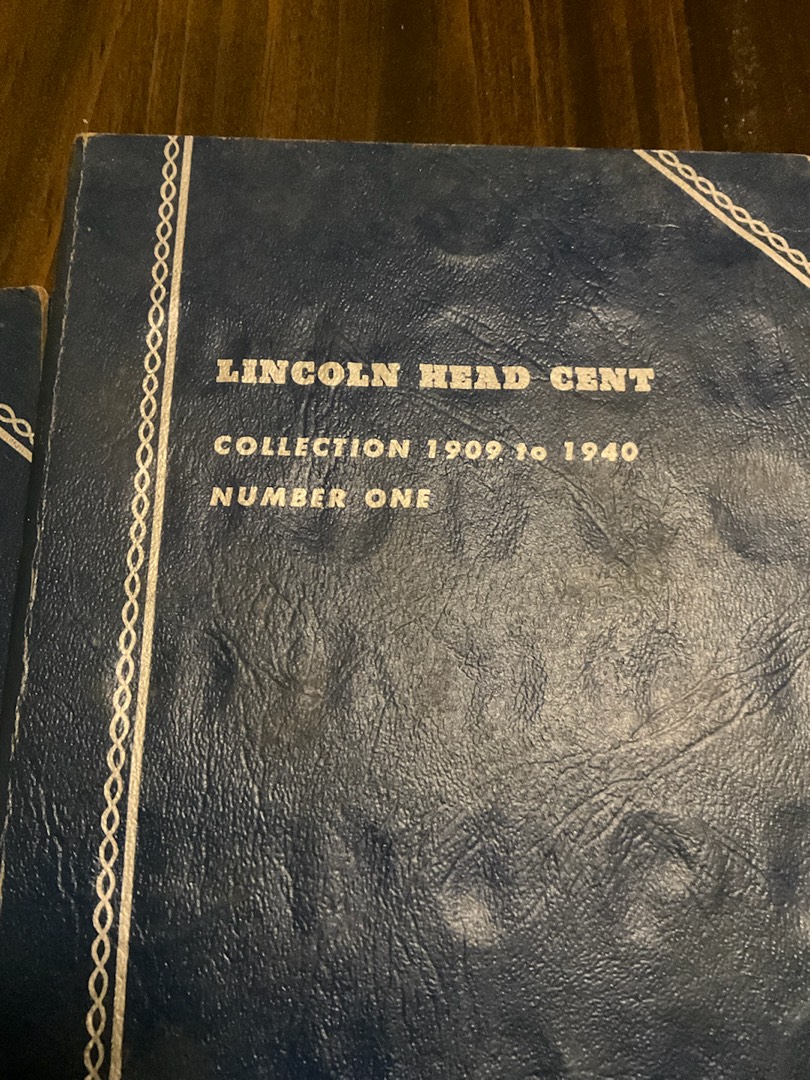 LINCOLN HEAD CENT
COLLECTION 1909 to 1940
NUMBER ONE